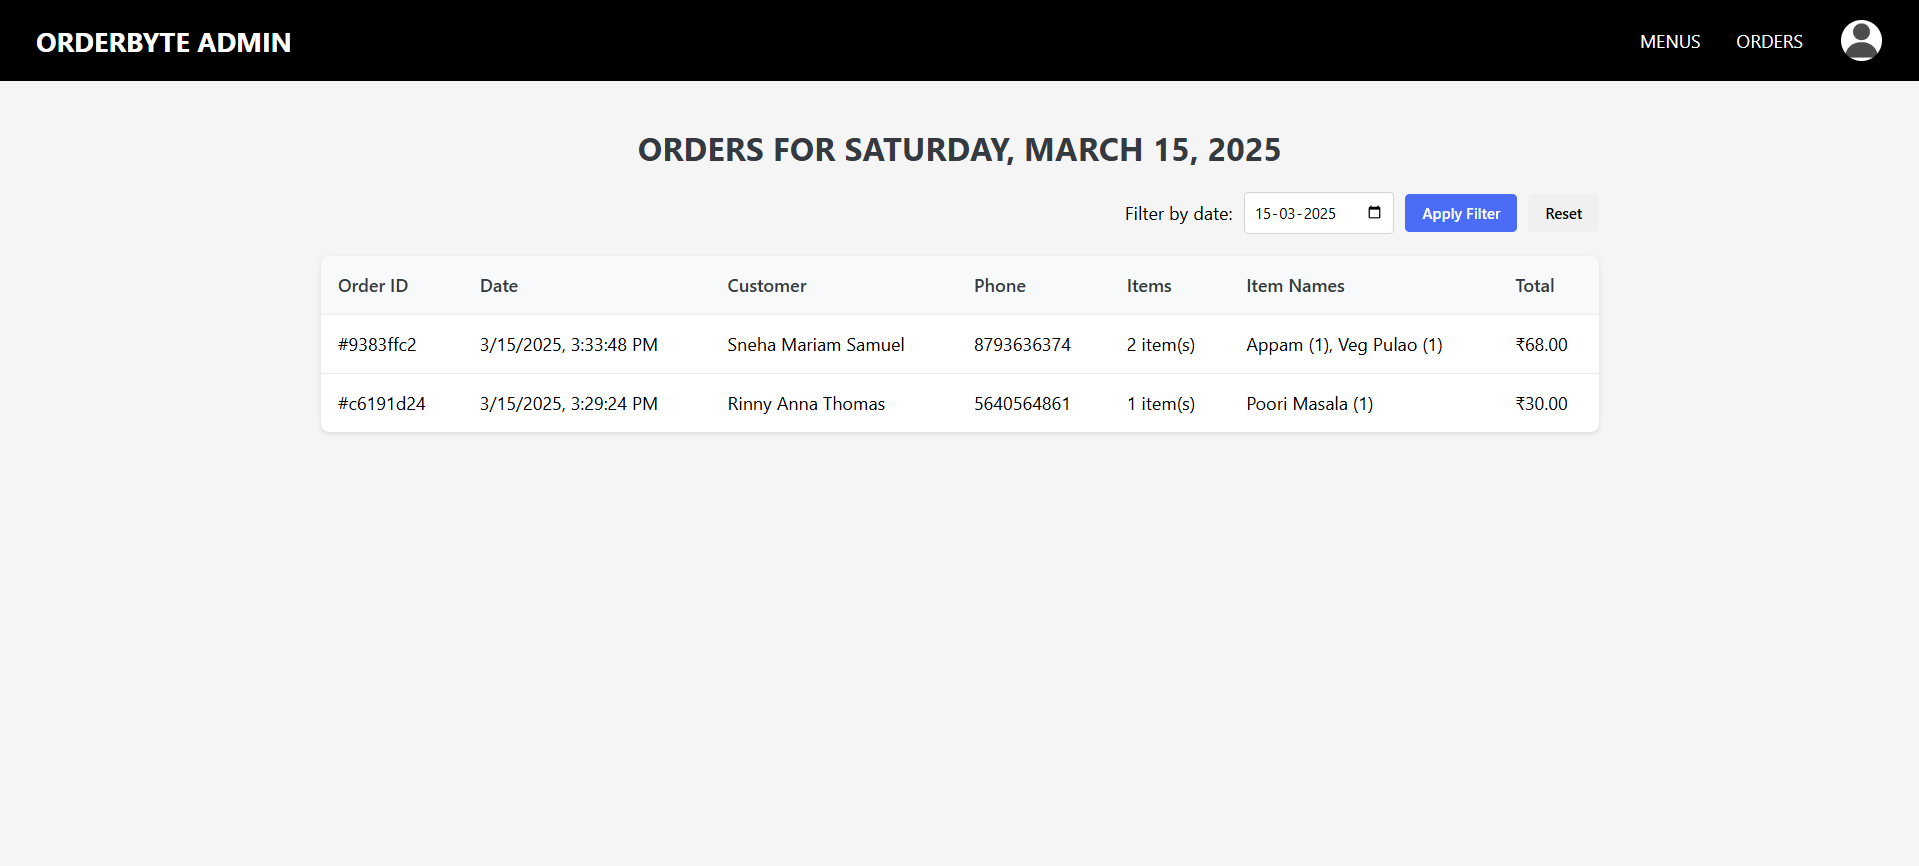 ORDERBYTE ADMIN MENUS ORDERS
ORDERS FOR SATURDAY, MARCH 15, 2025
Filter by date: 15-03-2025 Apply Filter Reset
Order ID Date Customer Phone Items Item Names Total
#9383ffc2 3/15/2025, 3:33:48 PM Sneha Mariam Samuel 8793636374 2 item(s) Appam (1), Veg Pulao (1) ₹68.00
#c6191d24 3/15/2025, 3:29:24 PM Rinny Anna Thomas 5640564861 1 item(s) Poori Masala (1) ₹30.00